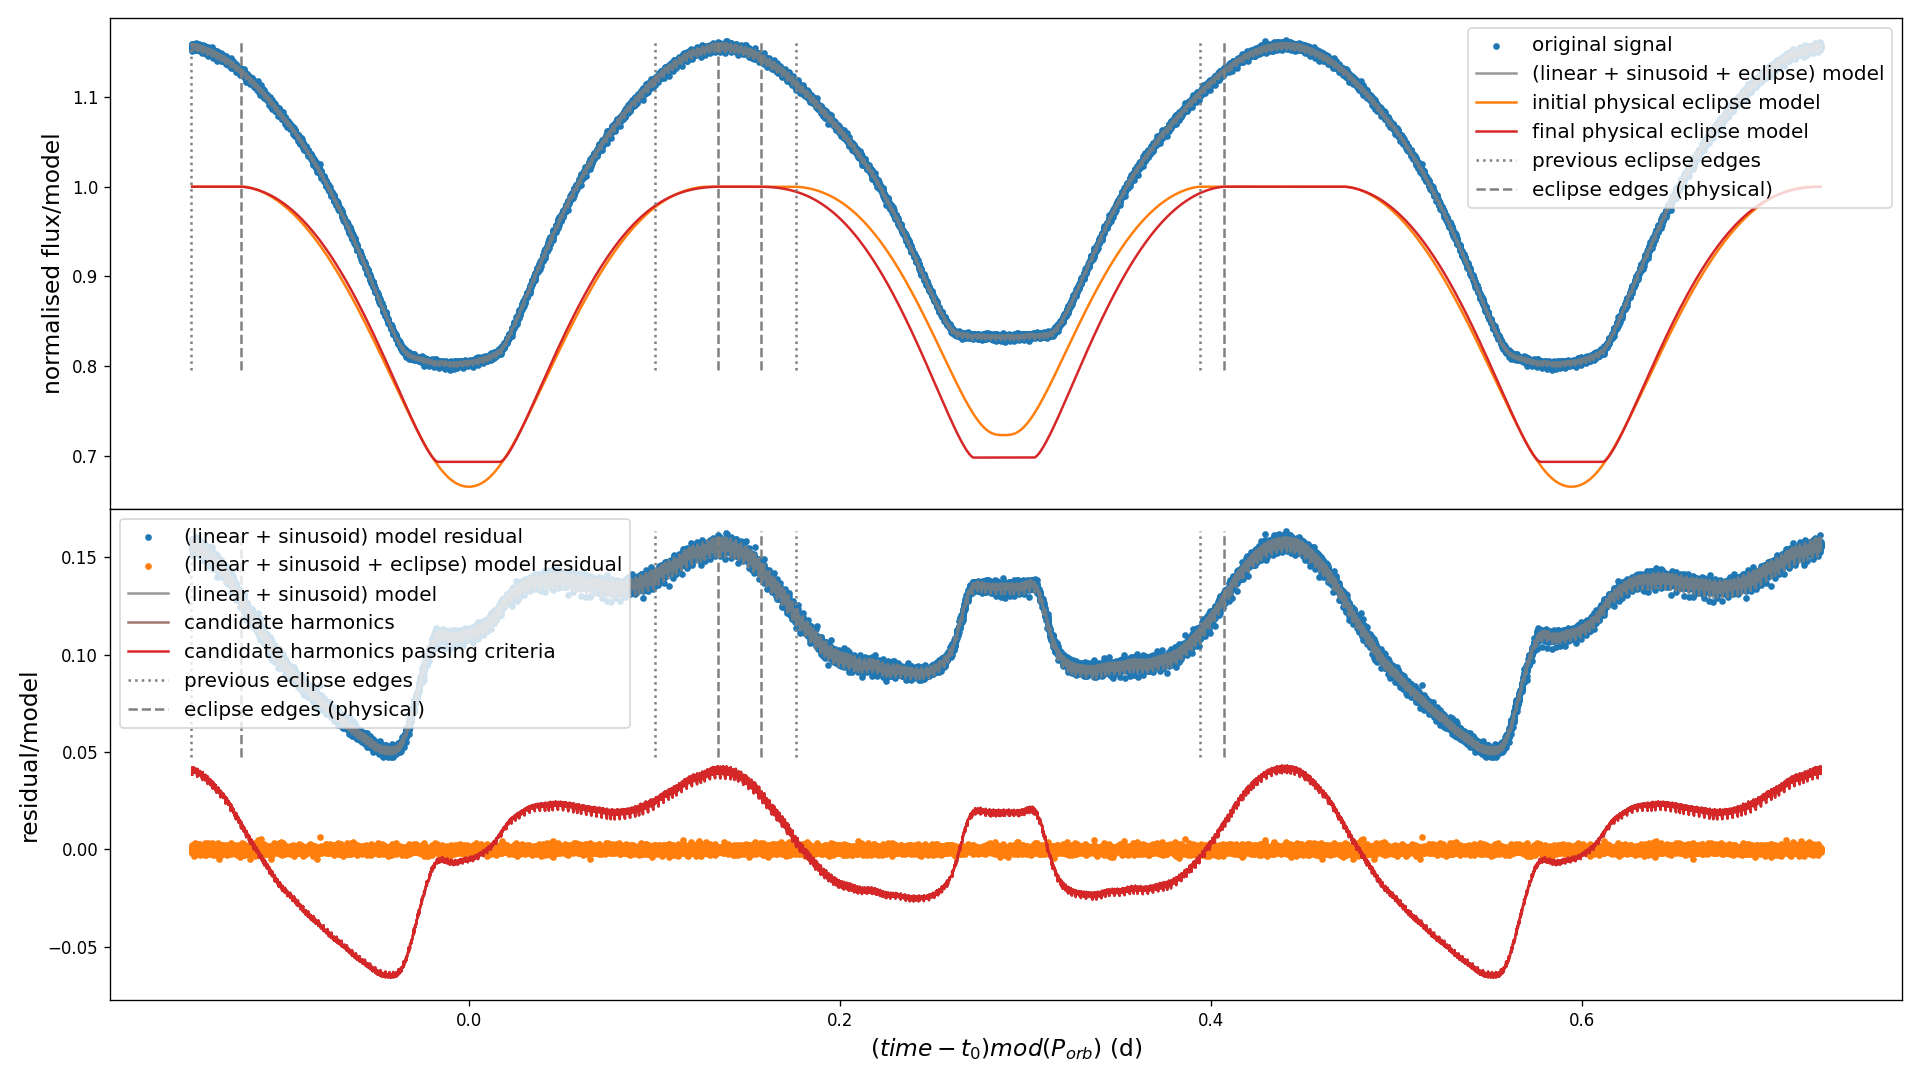 normalised flux/model
1.1
1.0
0.9
0.8
0.7
original signal
(linear + sinusoid + eclipse) model
initial physical eclipse model
final physical eclipse model
previous eclipse edges
eclipse edges (physical)
residual/model
0.15
0.10
0.05
0.00
−0.05
(linear + sinusoid) model residual
(linear + sinusoid + eclipse) model residual
(linear + sinusoid) model
candidate harmonics
candidate harmonics passing criteria
previous eclipse edges
eclipse edges (physical)
0.0 0.2 0.4 0.6
(time − t₀)mod(P_orb) (d)